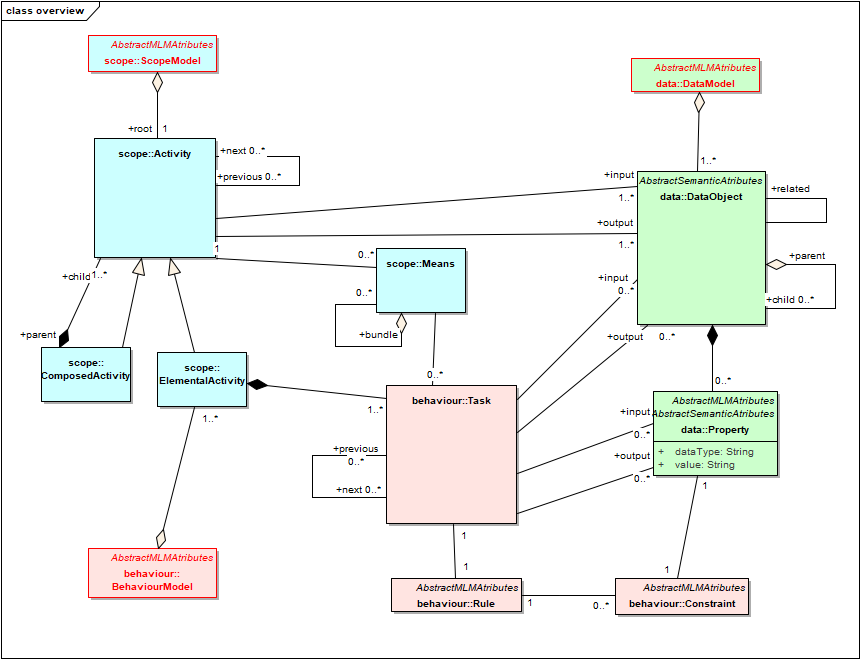 class overview
AbstractMLMAtributes
scope::ScopeModel
AbstractMLMAtributes
data::DataModel
+root 1
1..*
scope::Activity
+next 0..*
+previous 0..*
+input
1..*
AbstractSemanticAtributes
data::DataObject
+related
+output
1..*
1
0..*
scope::Means
+parent
+child 0..*
+child 1..*
+input
0..*
0..*
+bundle
+parent
+output
0..*
scope::
ComposedActivity
scope::
ElementalActivity
0..*
0..*
1..*
1..*
behaviour::Task
+input
0..*
AbstractMLMAtributes
AbstractSemanticAtributes
data::Property
+ dataType: String
+ value: String
+previous
0..*
+next 0..*
+output
0..*
1
1
1
1
AbstractMLMAtributes
behaviour::
BehaviourModel
AbstractMLMAtributes
behaviour::Rule
1
0..*
AbstractMLMAtributes
behaviour::Constraint